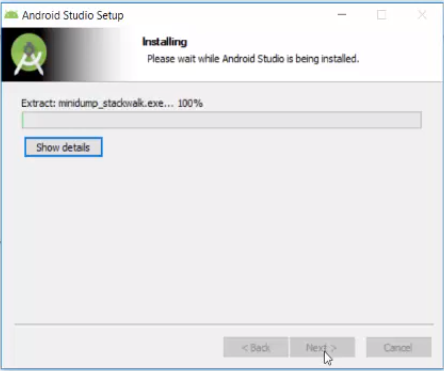 Android Studio Setup
Installing
Please wait while Android Studio is being installed.
Extract: minidump_stackwalk.exe... 100%
Show details
< Back
Next >
Cancel